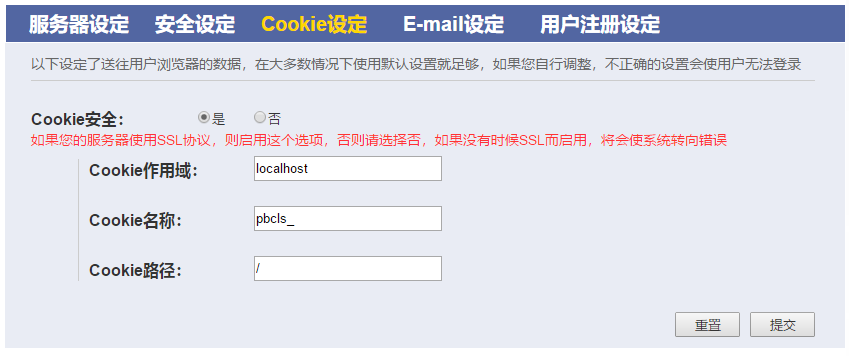 服务器设定 安全设定 Cookie设定 E-mail设定 用户注册设定
以下设定了送往用户浏览器的数据，在大多数情况下使用默认设置就足够，如果您自行调整，不正确的设置会使用户无法登录
Cookie安全： 是 否
如果您的服务器使用SSL协议，则启用这个选项，否则请选择否，如果没有时候SSL而启用，将会使系统转向错误
Cookie作用域： localhost
Cookie名称： pbcls_
Cookie路径： /
重置 提交